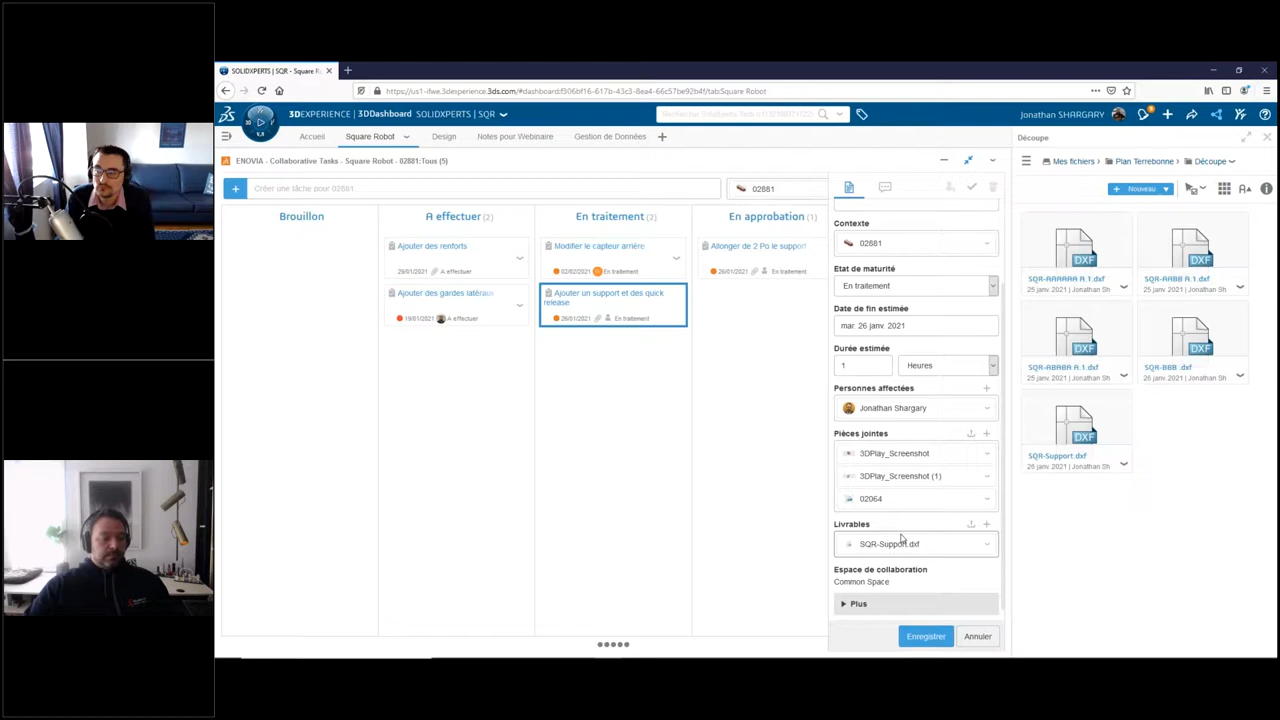 SOLIDXPERTS | SQR - Square R
https://us1-ifwe.3dexperience.3ds.com/#dashboard:f306bf16-617b-43c3-8ea4-66c57be92b4f/tab:Square Robot
3DEXPERIENCE | 3DDashboard SOLIDXPERTS | SQR
Jonathan SHARGARY
V.R
Accueil
Square Robot
Design
Notes pour Webinaire
Gestion de Données
Découpe
ENOVIA - Collaborative Tasks - Square Robot - 02881:Tous (5)
Mes fichiers
Plan Terrebonne
Découpe
Créer une tâche pour 02881
02881
Nouveau
Brouillon
A effectuer (2)
Ajouter des renforts
29/01/2021 A effectuer
Ajouter des gardes latéraux
19/01/2021 A effectuer
En traitement (2)
Modifier le capteur arrière
02/02/2021 En traitement
Ajouter un support et des quick
release
26/01/2021 En traitement
En approbation (1)
Allonger de 2 Po le support
26/01/2021 En traitement
Contexte
02881
Etat de maturité
En traitement
Date de fin estimée
mar. 26 janv. 2021
Durée estimée
1
Heures
Personnes affectées
Jonathan Shargary
Pièces jointes
3DPlay_Screenshot
3DPlay_Screenshot (1)
02064
Livrables
SQR-Support.dxf
Espace de collaboration
Common Space
Plus
Enregistrer
Annuler
DXF
SQR-AAAAAA A.1.dxf
25 janv. 2021 | Jonathan Sh
DXF
SQR-AABB A.1.dxf
25 janv. 2021 | Jonathan Sh
DXF
SQR-ABABA A.1.dxf
25 janv. 2021 | Jonathan Sh
DXF
SQR-BBB .dxf
26 janv. 2021 | Jonathan Sh
DXF
SQR-Support.dxf
26 janv. 2021 | Jonathan Sh